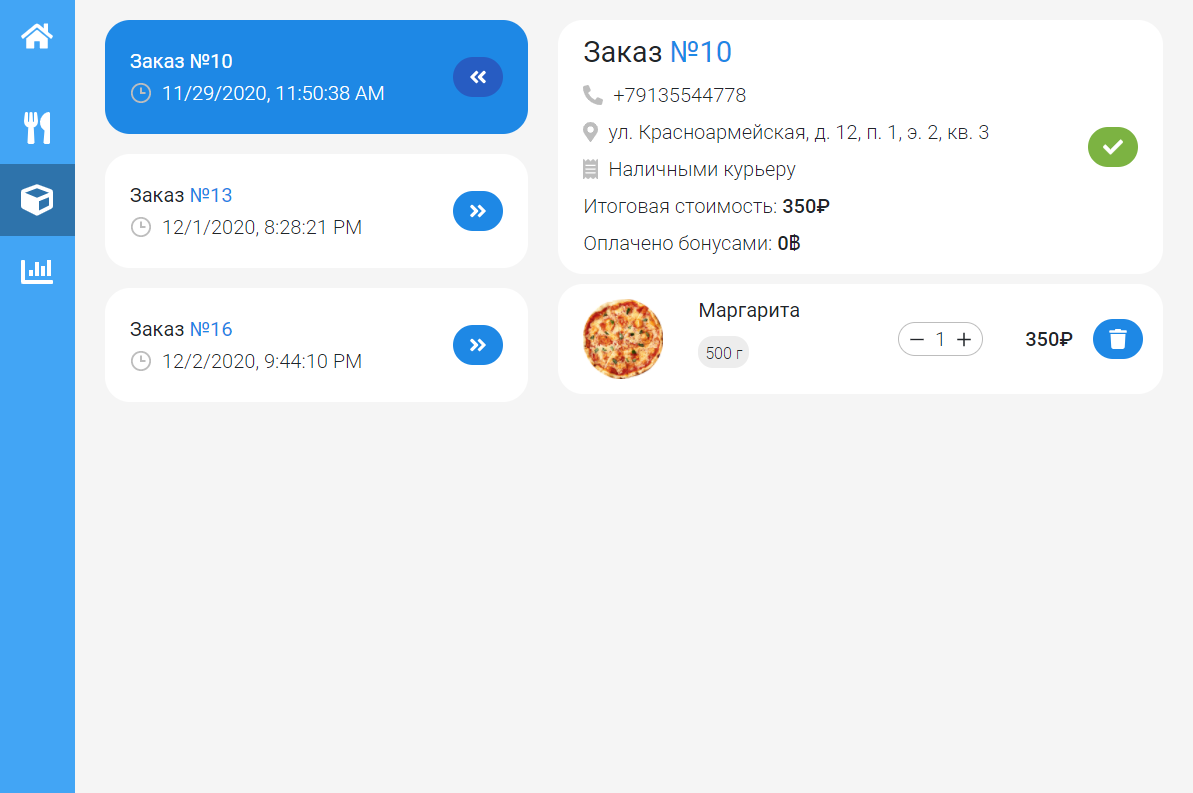 Заказ №10
11/29/2020, 11:50:38 AM
Заказ №13
12/1/2020, 8:28:21 PM
Заказ №16
12/2/2020, 9:44:10 PM
Заказ №10
+79135544778
ул. Красноармейская, д. 12, п. 1, э. 2, кв. 3
Наличными курьеру
Итоговая стоимость: 350₽
Оплачено бонусами: 0฿
Маргарита
500 г
− 1 +
350₽